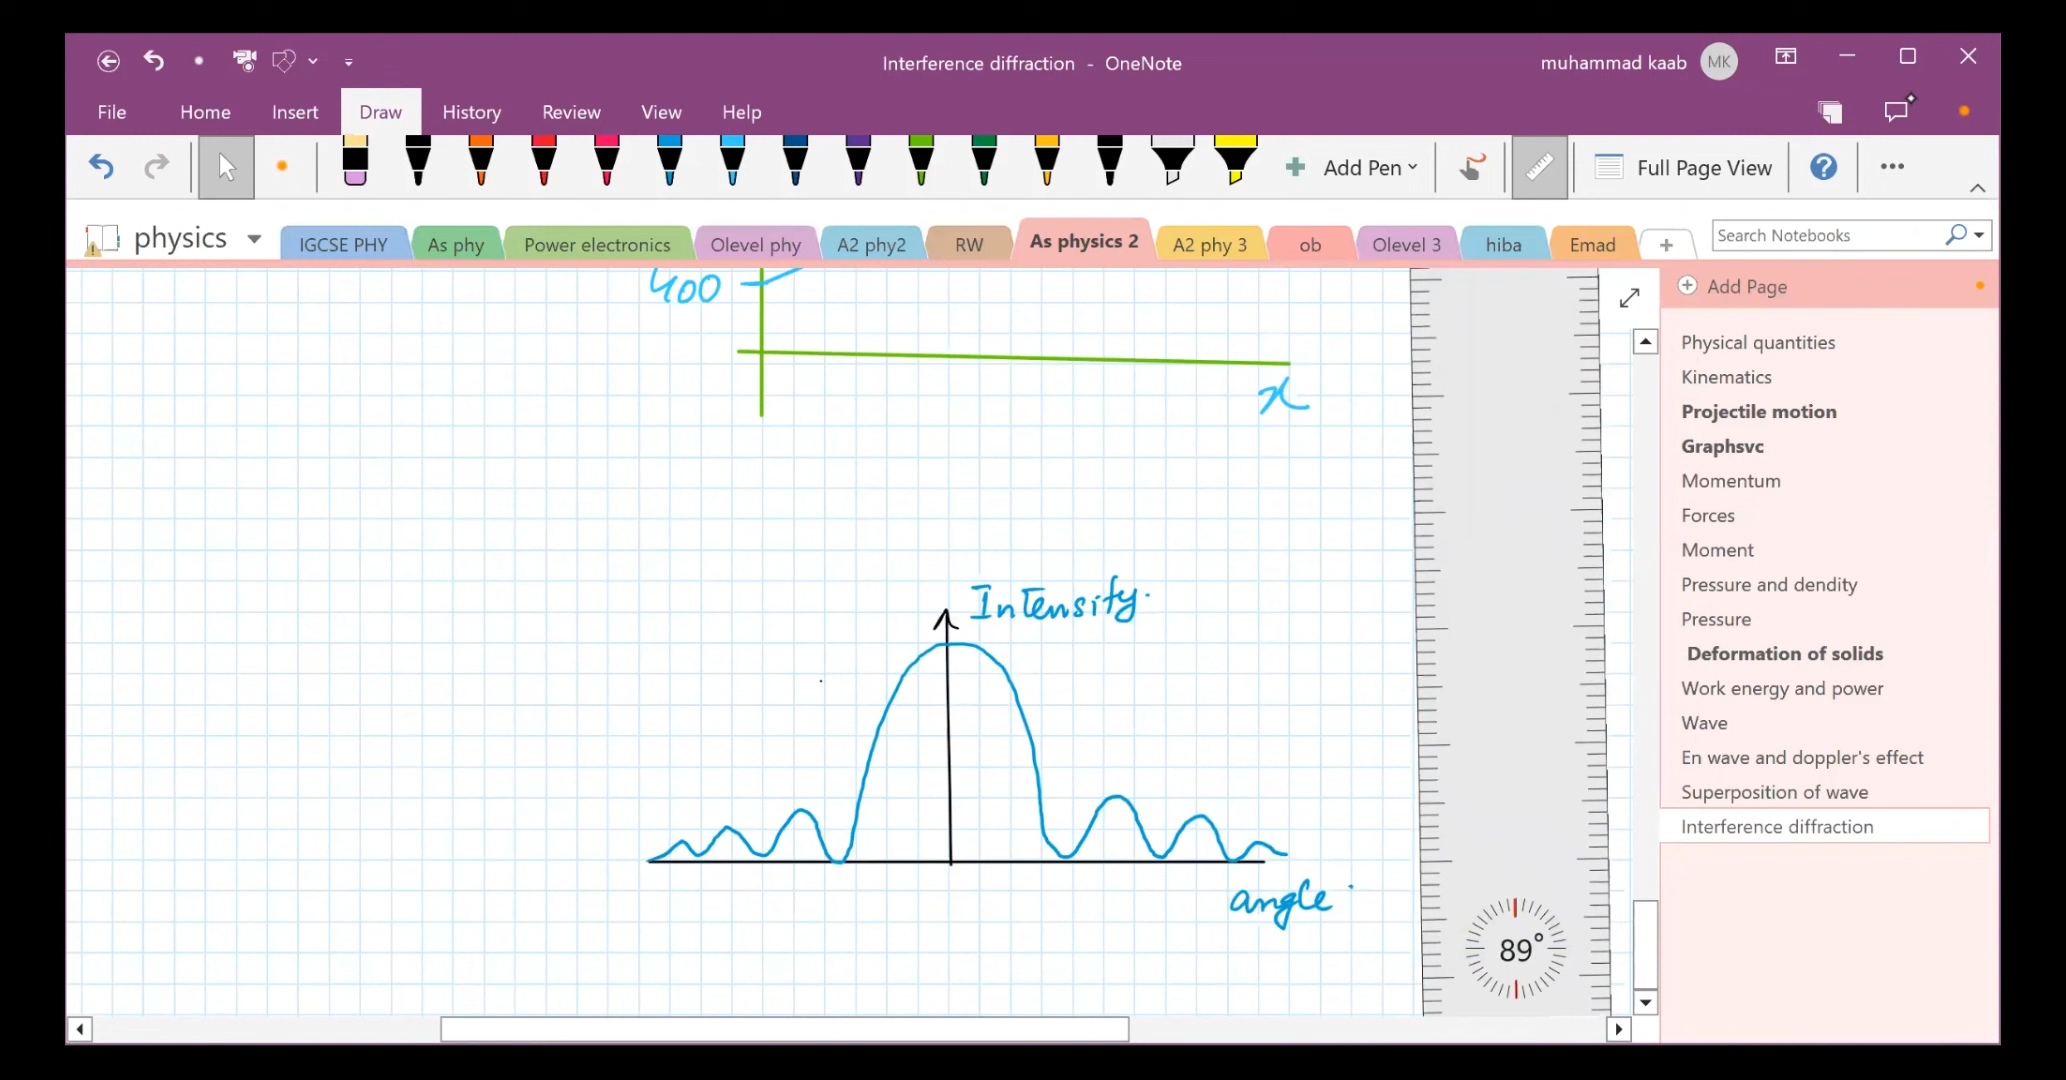 Interference diffraction - OneNote
muhammad kaab MK
File Home Insert Draw History Review View Help
Add Pen Full Page View ?
physics IGCSE PHY As phy Power electronics Olevel phy A2 phy2 RW As physics 2 A2 phy 3 ob Olevel 3 hiba Emad + Search Notebooks
Add Page
400
x
Intensity.
angle
89°
Physical quantities
Kinematics
Projectile motion
Graphsvc
Momentum
Forces
Moment
Pressure and dendity
Pressure
Deformation of solids
Work energy and power
Wave
En wave and doppler's effect
Superposition of wave
Interference diffraction